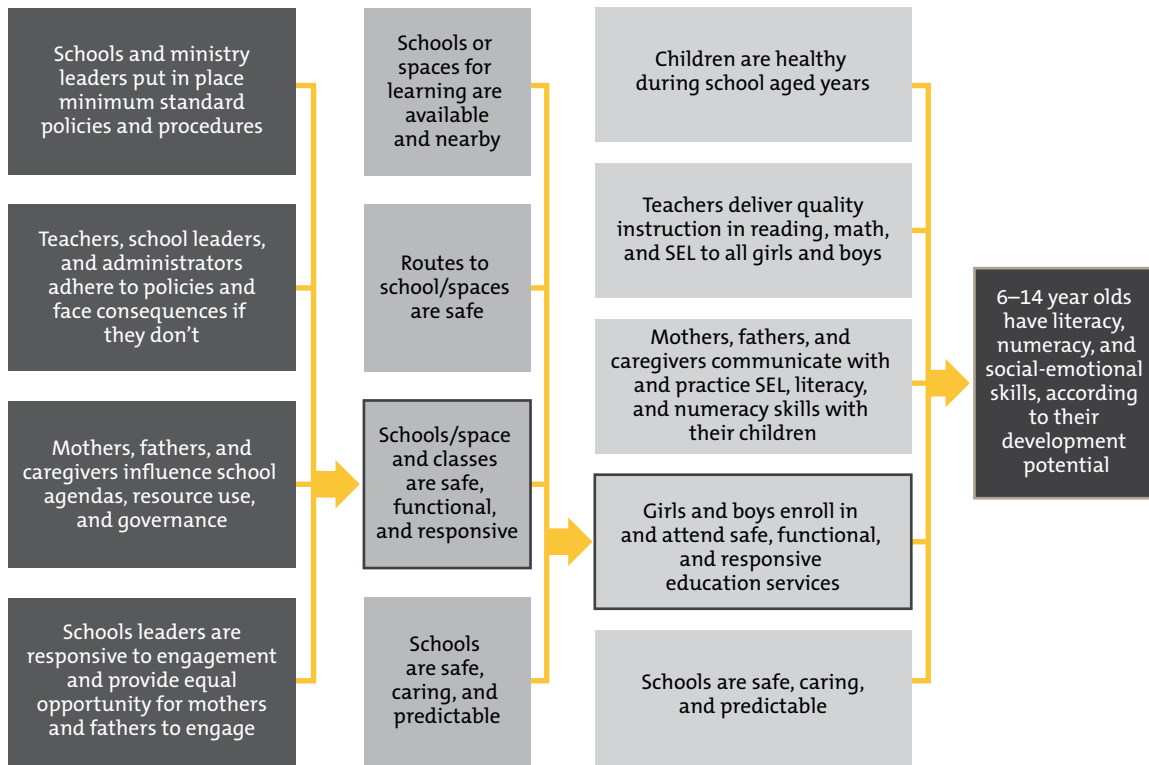 Schools and ministry
leaders put in place
minimum standard
policies and procedures
Teachers, school leaders,
and administrators
adhere to policies and
face consequences if
they don’t
Mothers, fathers, and
caregivers influence school
agendas, resource use,
and governance
Schools leaders are
responsive to engagement
and provide equal
opportunity for mothers
and fathers to engage
Schools or
spaces for
learning are
available
and nearby
Routes to
school/spaces
are safe
Schools/space
and classes
are safe,
functional,
and responsive
Schools
are safe,
caring, and
predictable
Children are healthy
during school aged years
Teachers deliver quality
instruction in reading, math,
and SEL to all girls and boys
Mothers, fathers, and
caregivers communicate with
and practice SEL, literacy,
and numeracy skills with
their children
Girls and boys enroll in
and attend safe, functional,
and responsive
education services
Schools are safe, caring,
and predictable
6–14 year olds
have literacy,
numeracy, and
social-emotional
skills, according
to their
development
potential